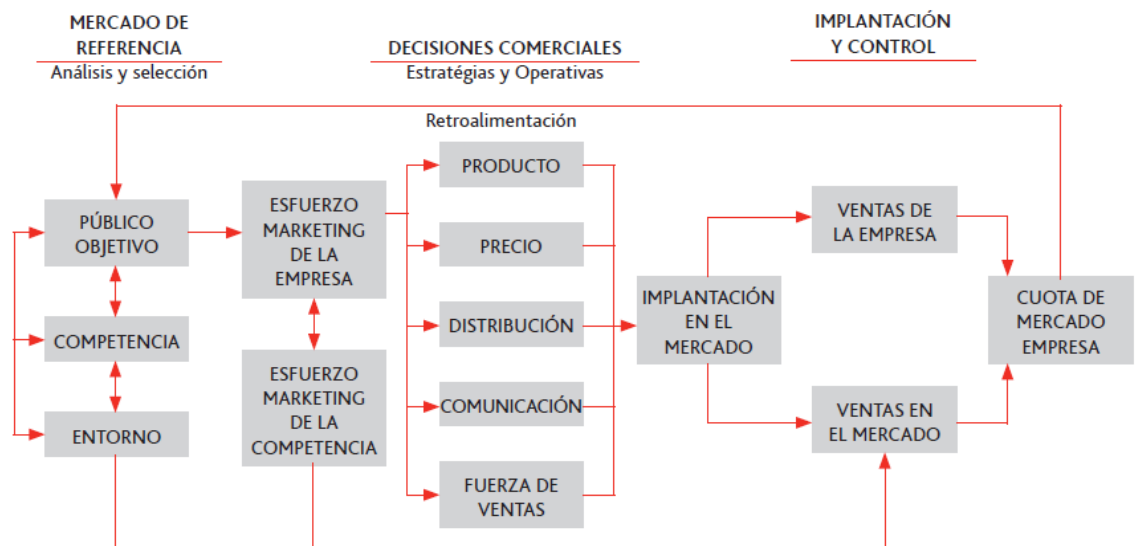 MERCADO DE
REFERENCIA
Análisis y selección
DECISIONES COMERCIALES
Estratégias y Operativas
IMPLANTACIÓN
Y CONTROL
Retroalimentación
PÚBLICO
OBJETIVO
COMPETENCIA
ENTORNO
ESFUERZO
MARKETING
DE LA
EMPRESA
ESFUERZO
MARKETING
DE LA
COMPETENCIA
PRODUCTO
PRECIO
DISTRIBUCIÓN
COMUNICACIÓN
FUERZA DE
VENTAS
IMPLANTACIÓN
EN EL
MERCADO
VENTAS DE
LA EMPRESA
VENTAS EN
EL MERCADO
CUOTA DE
MERCADO
EMPRESA